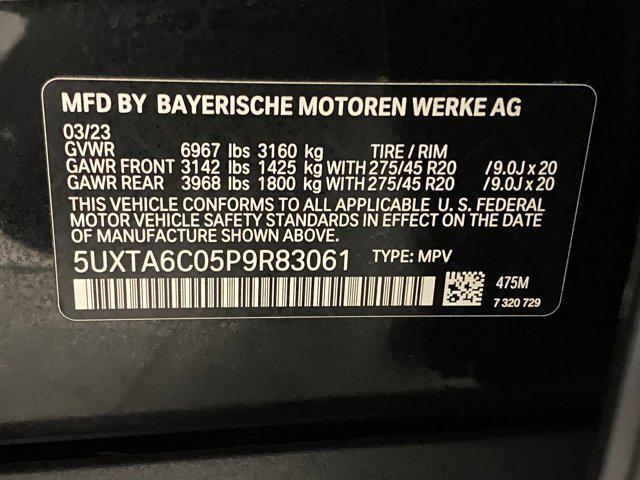 MFD BY BAYERISCHE MOTOREN WERKE AG
03/23
GVWR 6967 lbs 3160 kg TIRE / RIM
GAWR FRONT 3142 lbs 1425 kg WITH 275/45 R20 /9.0J x 20
GAWR REAR 3968 lbs 1800 kg WITH 275/45 R20 /9.0J x 20
THIS VEHICLE CONFORMS TO ALL APPLICABLE U. S. FEDERAL
MOTOR VEHICLE SAFETY STANDARDS IN EFFECT ON THE DATE
OF MANUFACTURE SHOWN ABOVE.
5UXTA6C05P9R83061 TYPE: MPV
475M
7 320 729